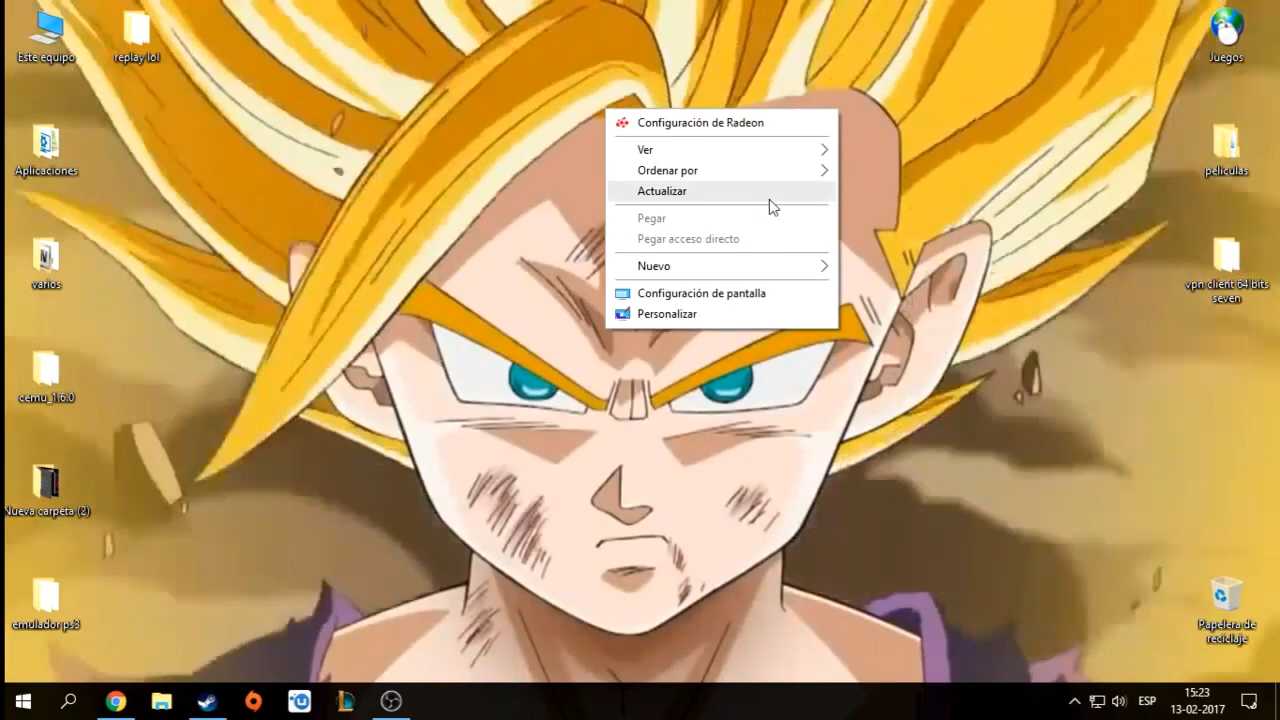 Este equipo
replay lol
Aplicaciones
varios
cemu_1.6.0
Nueva carpeta (2)
emulador ps3
Configuración de Radeon
Ver
Ordenar por
Actualizar
Pegar
Pegar acceso directo
Nuevo
Configuración de pantalla
Personalizar
Juegos
peliculas
vpn client 64 bits
seven
Papelera de
reciclaje
ESP
15:23
13-02-2017